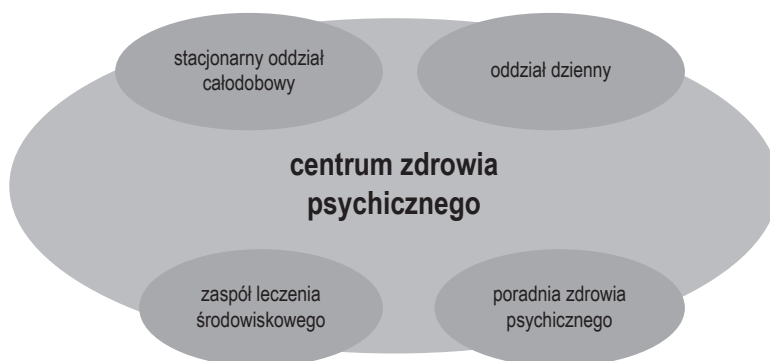 stacjonarny oddział
całodobowy
oddział dzienny
centrum zdrowia
psychicznego
zaspół leczenia
środowiskowego
poradnia zdrowia
psychicznego